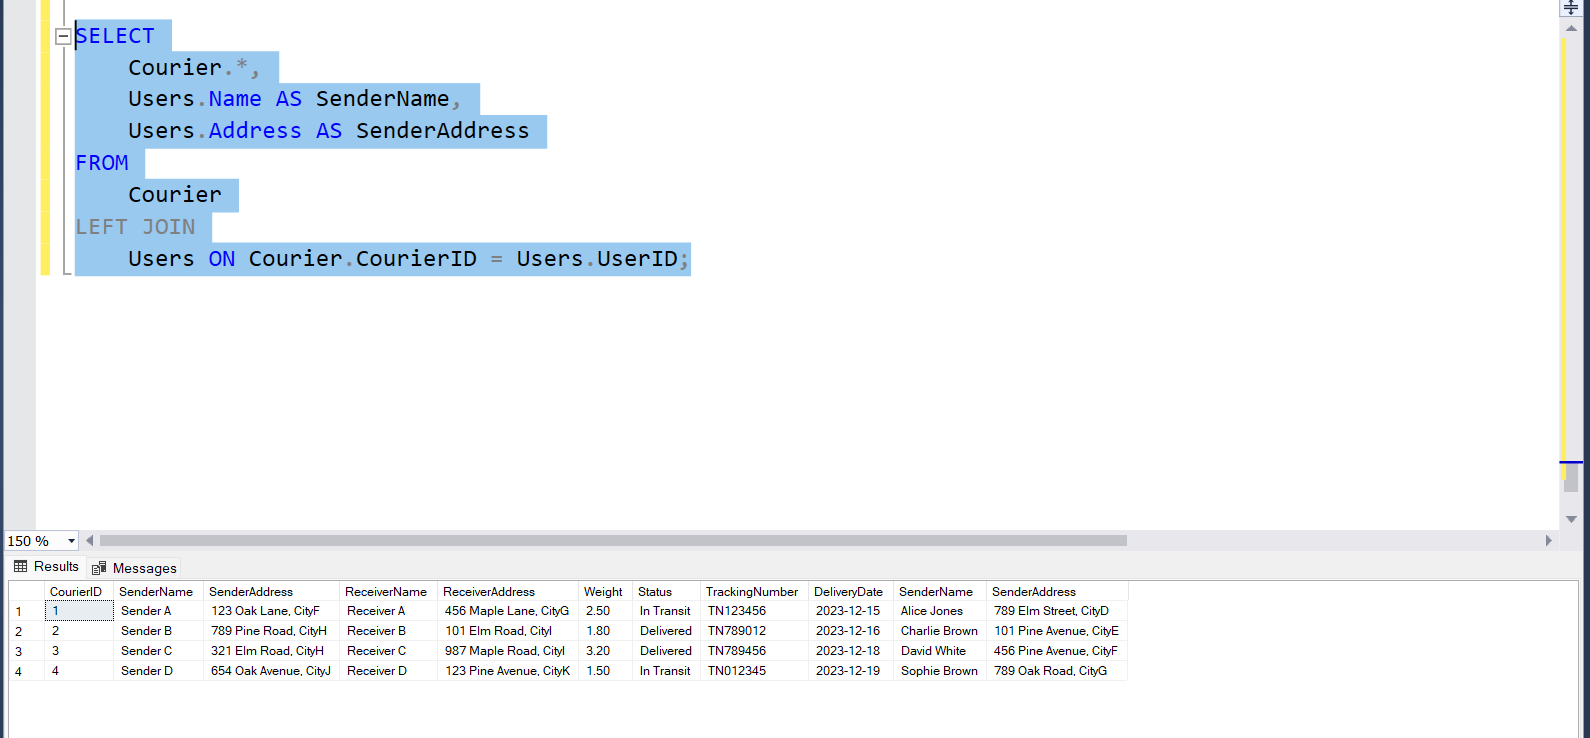 SELECT
Courier.*,
Users.Name AS SenderName,
Users.Address AS SenderAddress
FROM
Courier
LEFT JOIN
Users ON Courier.CourierID = Users.UserID;
150 %
Results Messages
CourierID SenderName SenderAddress ReceiverName ReceiverAddress Weight Status TrackingNumber DeliveryDate SenderName SenderAddress
1 1 Sender A 123 Oak Lane, CityF Receiver A 456 Maple Lane, CityG 2.50 In Transit TN123456 2023-12-15 Alice Jones 789 Elm Street, CityD
2 2 Sender B 789 Pine Road, CityH Receiver B 101 Elm Road, CityI 1.80 Delivered TN789012 2023-12-16 Charlie Brown 101 Pine Avenue, CityE
3 3 Sender C 321 Elm Road, CityH Receiver C 987 Maple Road, CityI 3.20 Delivered TN789456 2023-12-18 David White 456 Pine Avenue, CityF
4 4 Sender D 654 Oak Avenue, CityJ Receiver D 123 Pine Avenue, CityK 1.50 In Transit TN012345 2023-12-19 Sophie Brown 789 Oak Road, CityG